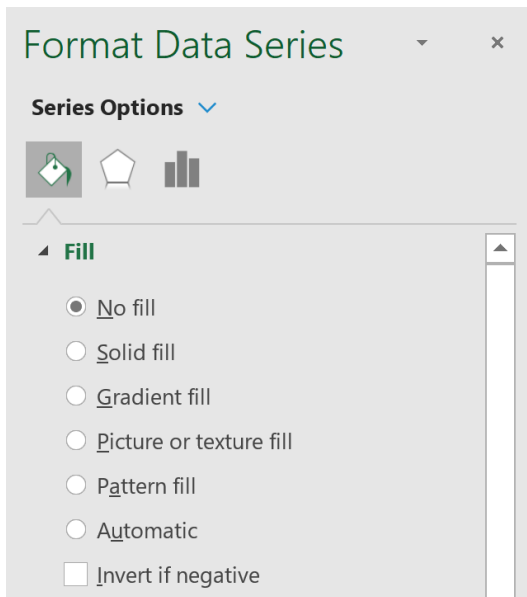 Format Data Series
Series Options
Fill
No fill
Solid fill
Gradient fill
Picture or texture fill
Pattern fill
Automatic
Invert if negative